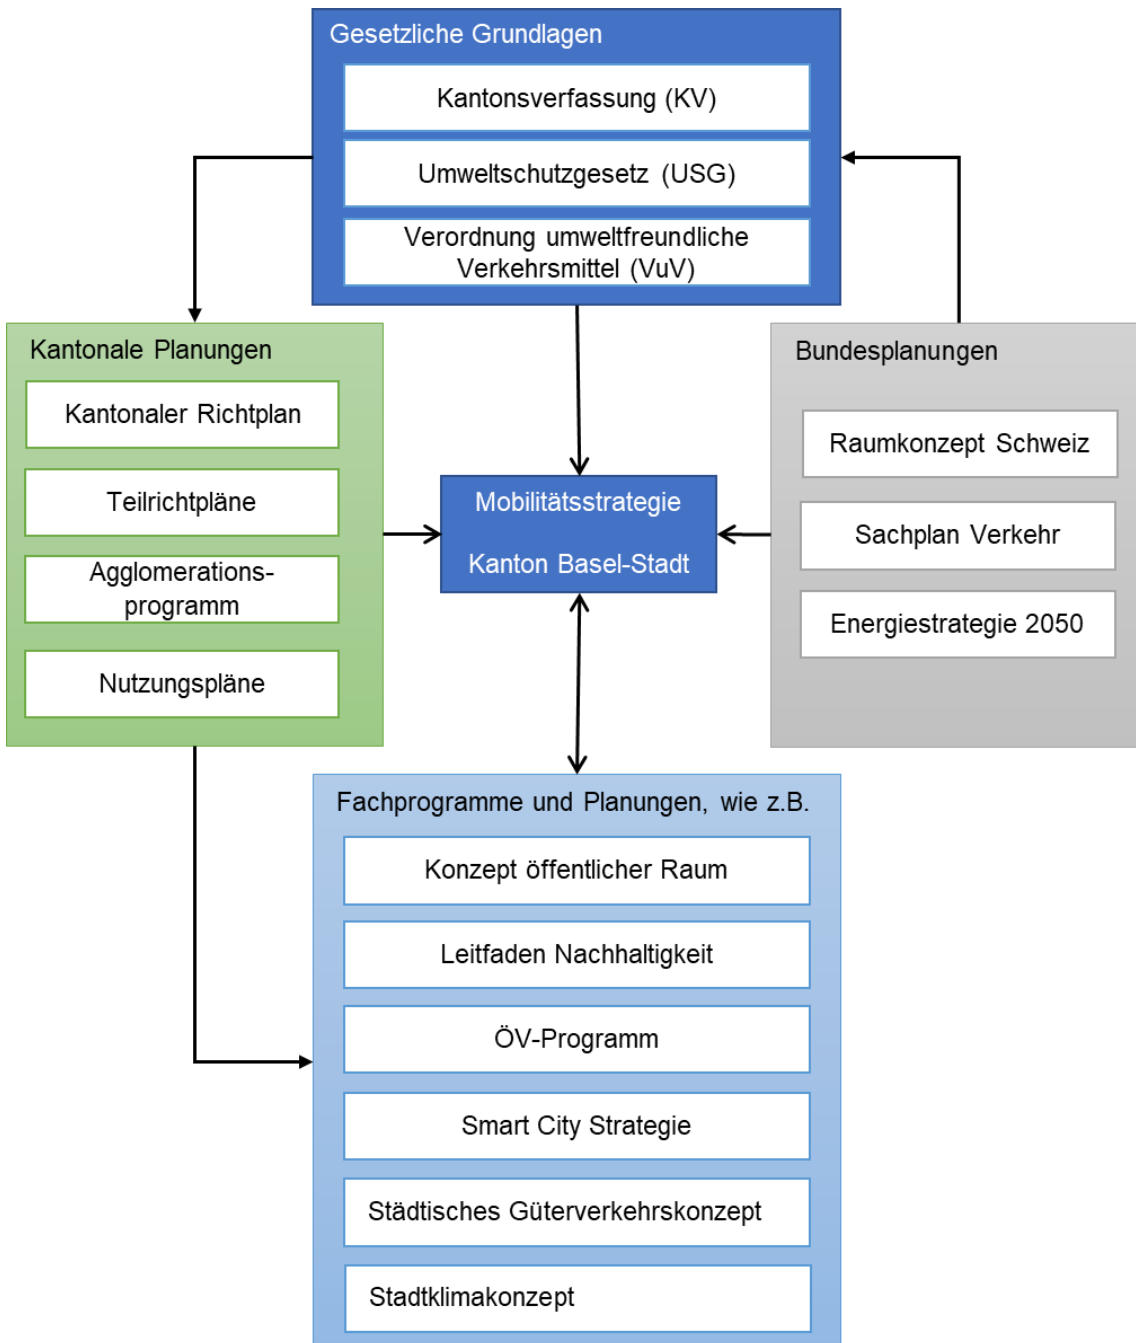 Gesetzliche Grundlagen
Kantonsverfassung (KV)
Umweltschutzgesetz (USG)
Verordnung umweltfreundliche
Verkehrsmittel (VuV)
Kantonale Planungen
Kantonaler Richtplan
Teilrichtpläne
Agglomerations-
programm
Nutzungspläne
Mobilitätsstrategie
Kanton Basel-Stadt
Bundesplanungen
Raumkonzept Schweiz
Sachplan Verkehr
Energiestrategie 2050
Fachprogramme und Planungen, wie z.B.
Konzept öffentlicher Raum
Leitfaden Nachhaltigkeit
ÖV-Programm
Smart City Strategie
Städtisches Güterverkehrskonzept
Stadtklimakonzept